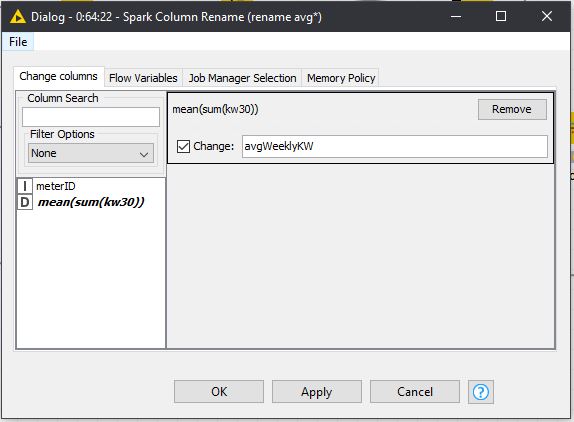 Dialog - 0:64:22 - Spark Column Rename (rename avg*)
File
Change columns Flow Variables Job Manager Selection Memory Policy
Column Search
Filter Options
None
I meterID
D mean(sum(kw30))
mean(sum(kw30)) Remove
Change: avgWeeklyKW
OK Apply Cancel ?